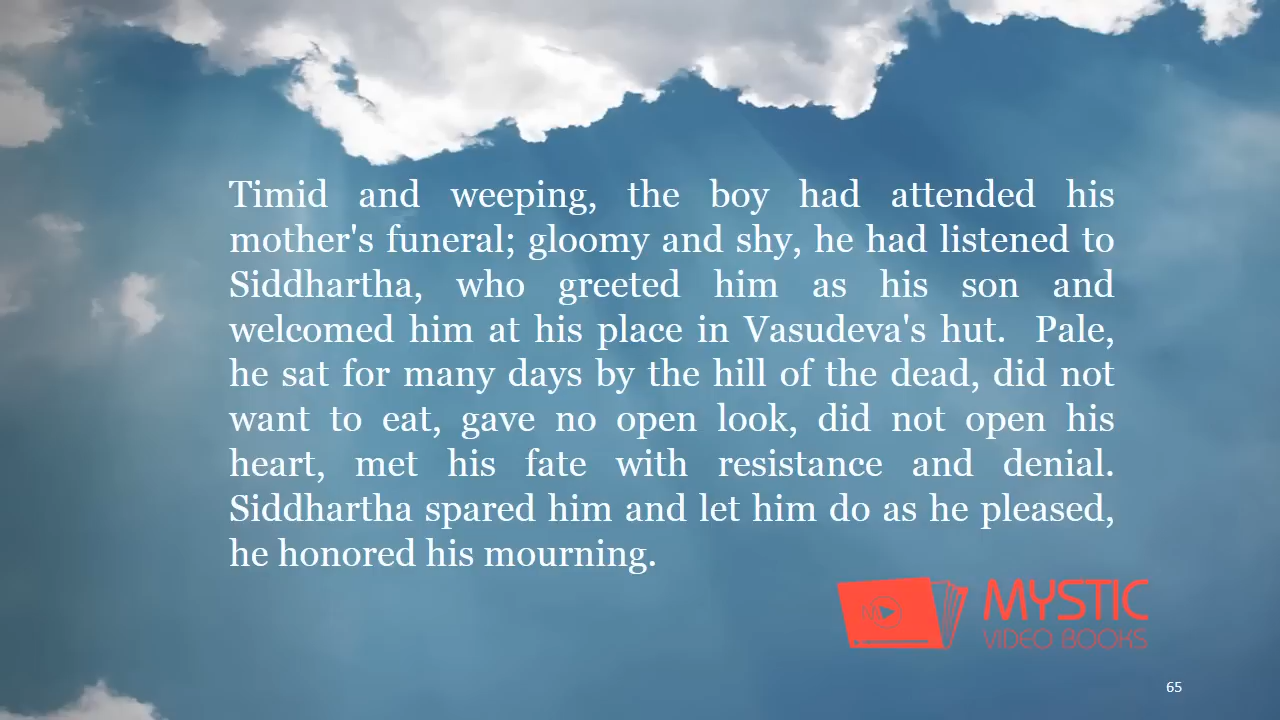 Timid and weeping, the boy had attended his
mother's funeral; gloomy and shy, he had listened to
Siddhartha, who greeted him as his son and
welcomed him at his place in Vasudeva's hut.  Pale,
he sat for many days by the hill of the dead, did not
want to eat, gave no open look, did not open his
heart, met his fate with resistance and denial.
Siddhartha spared him and let him do as he pleased,
he honored his mourning.
MYSTIC
VIDEO BOOKS
65